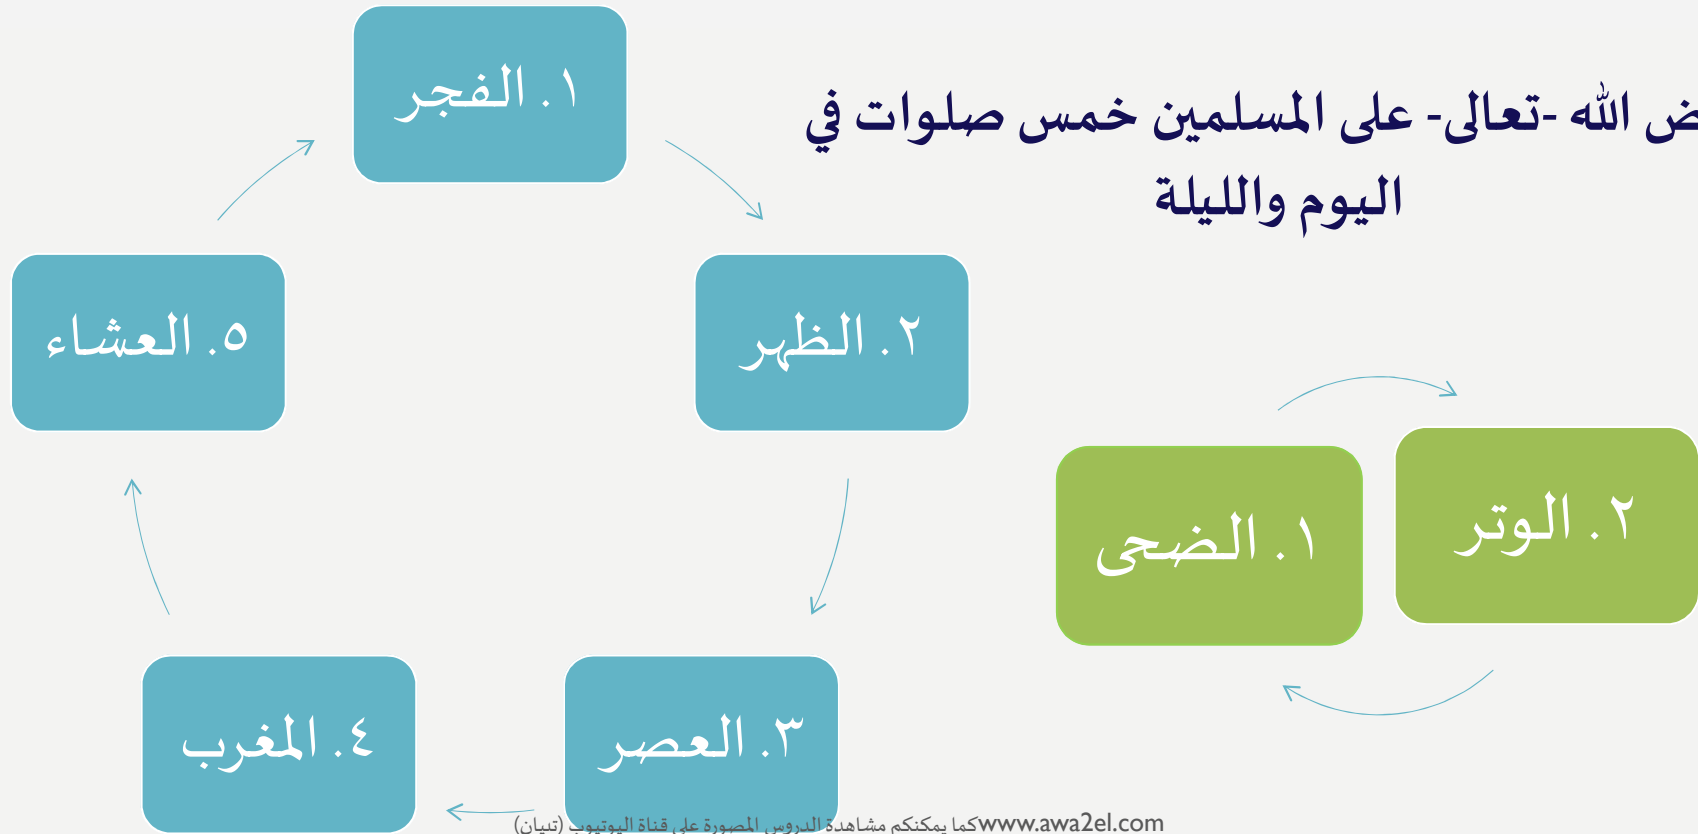 ض الله -تعالى- على المسلمين خمس صلوات في
اليوم والليلة
١. الفجر
٢. الظهر
٣. العصر
٤. المغرب
٥. العشاء
١. الضحى
٢. الوتر
www.awa2el.com كما يمكنكم مشاهدة الدروس المصورة على قناة اليوتيوب (تبيان)